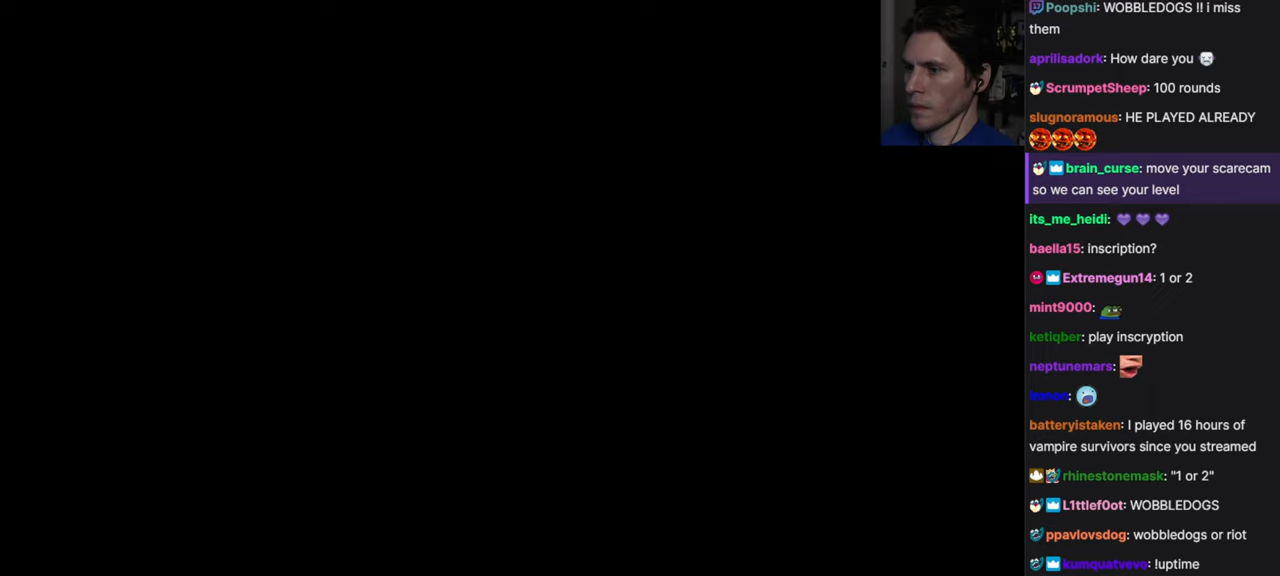 Poopshi: WOBBLEDOGS !! i miss
them
aprilisadork: How dare you
ScrumpetSheep: 100 rounds
slugnoramous: HE PLAYED ALREADY
brain_curse: move your scarecam
so we can see your level
its_me_heidi:
baella15: inscription?
Extremegun14: 1 or 2
mint9000:
ketiqber: play inscryption
neptunemars:
limnon:
batteryistaken: I played 16 hours of
vampire survivors since you streamed
rhinestonemask: "1 or 2"
L1ttlef0ot: WOBBLEDOGS
ppavlovsdog: wobbledogs or riot
kumquatvevo: !uptime